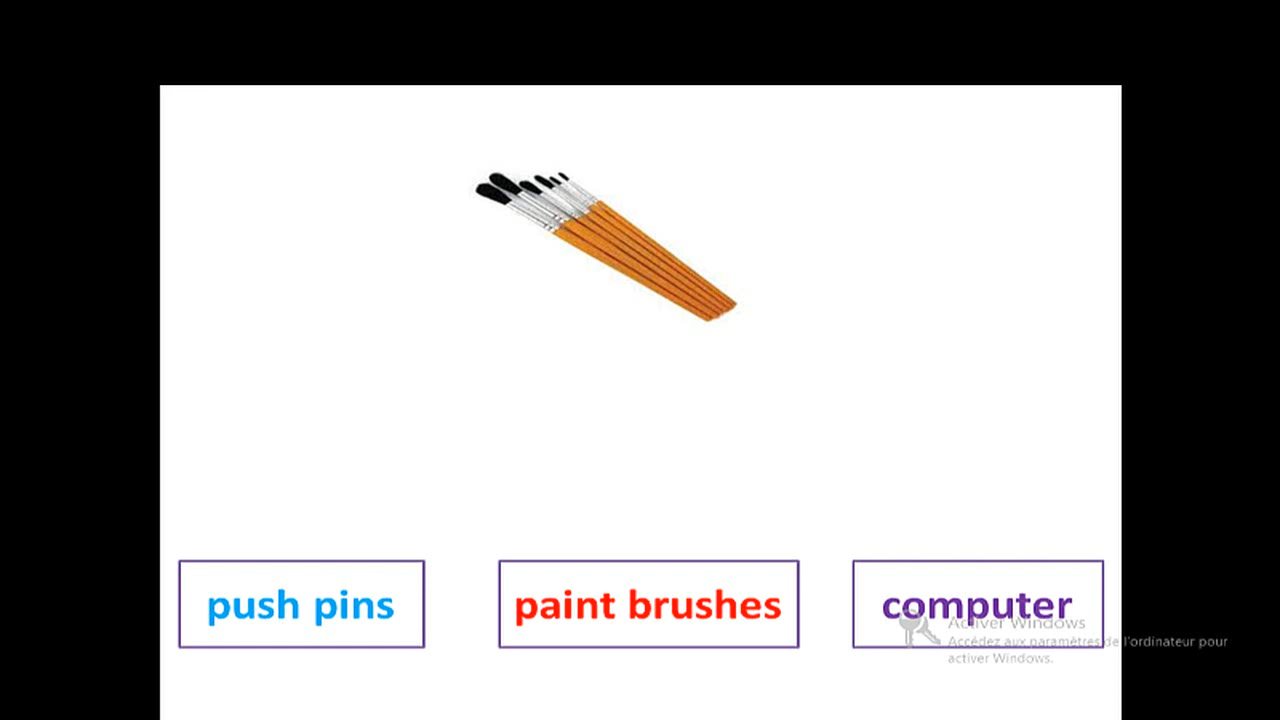 push pins
paint brushes
computer
Activer Windows
Accédez aux paramètres de l'ordinateur pour
activer Windows.